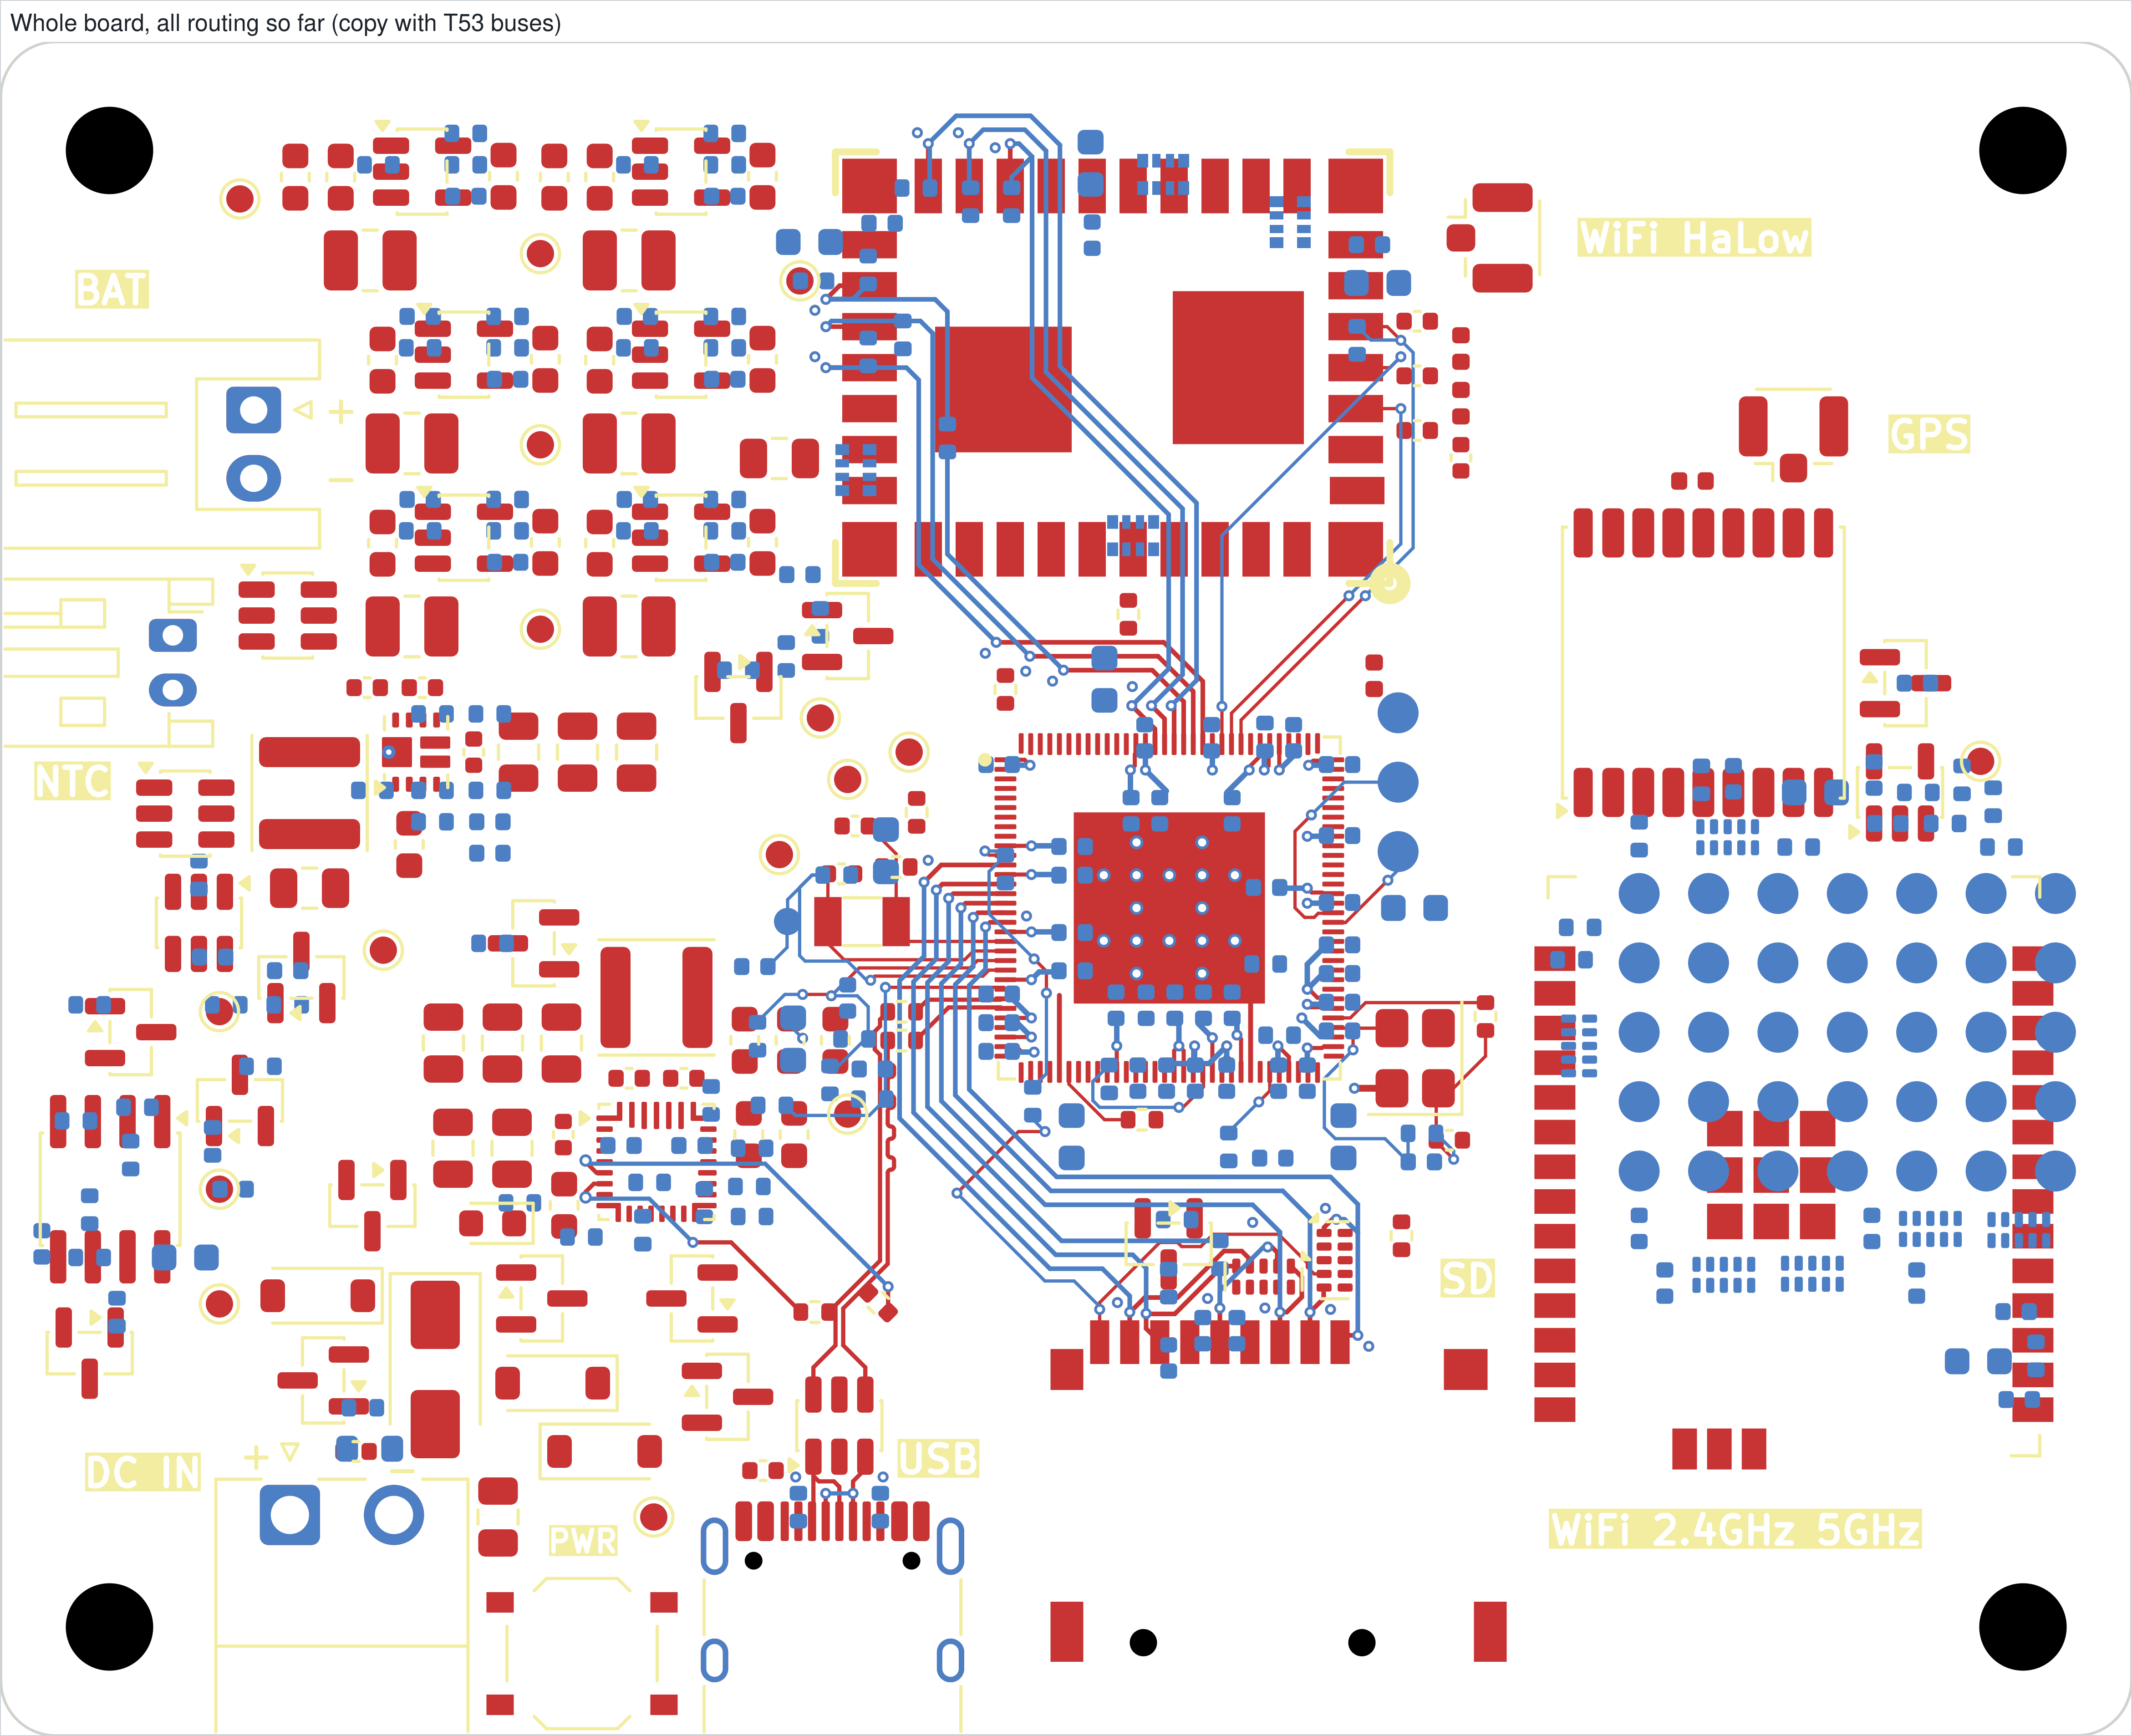 Whole board, all routing so far (copy with T53 buses)
WiFi HaLow
BAT
+
GPS
−
NTC
SD
DC IN
+
−
USB
PWR
WiFi 2.4GHz 5GHz